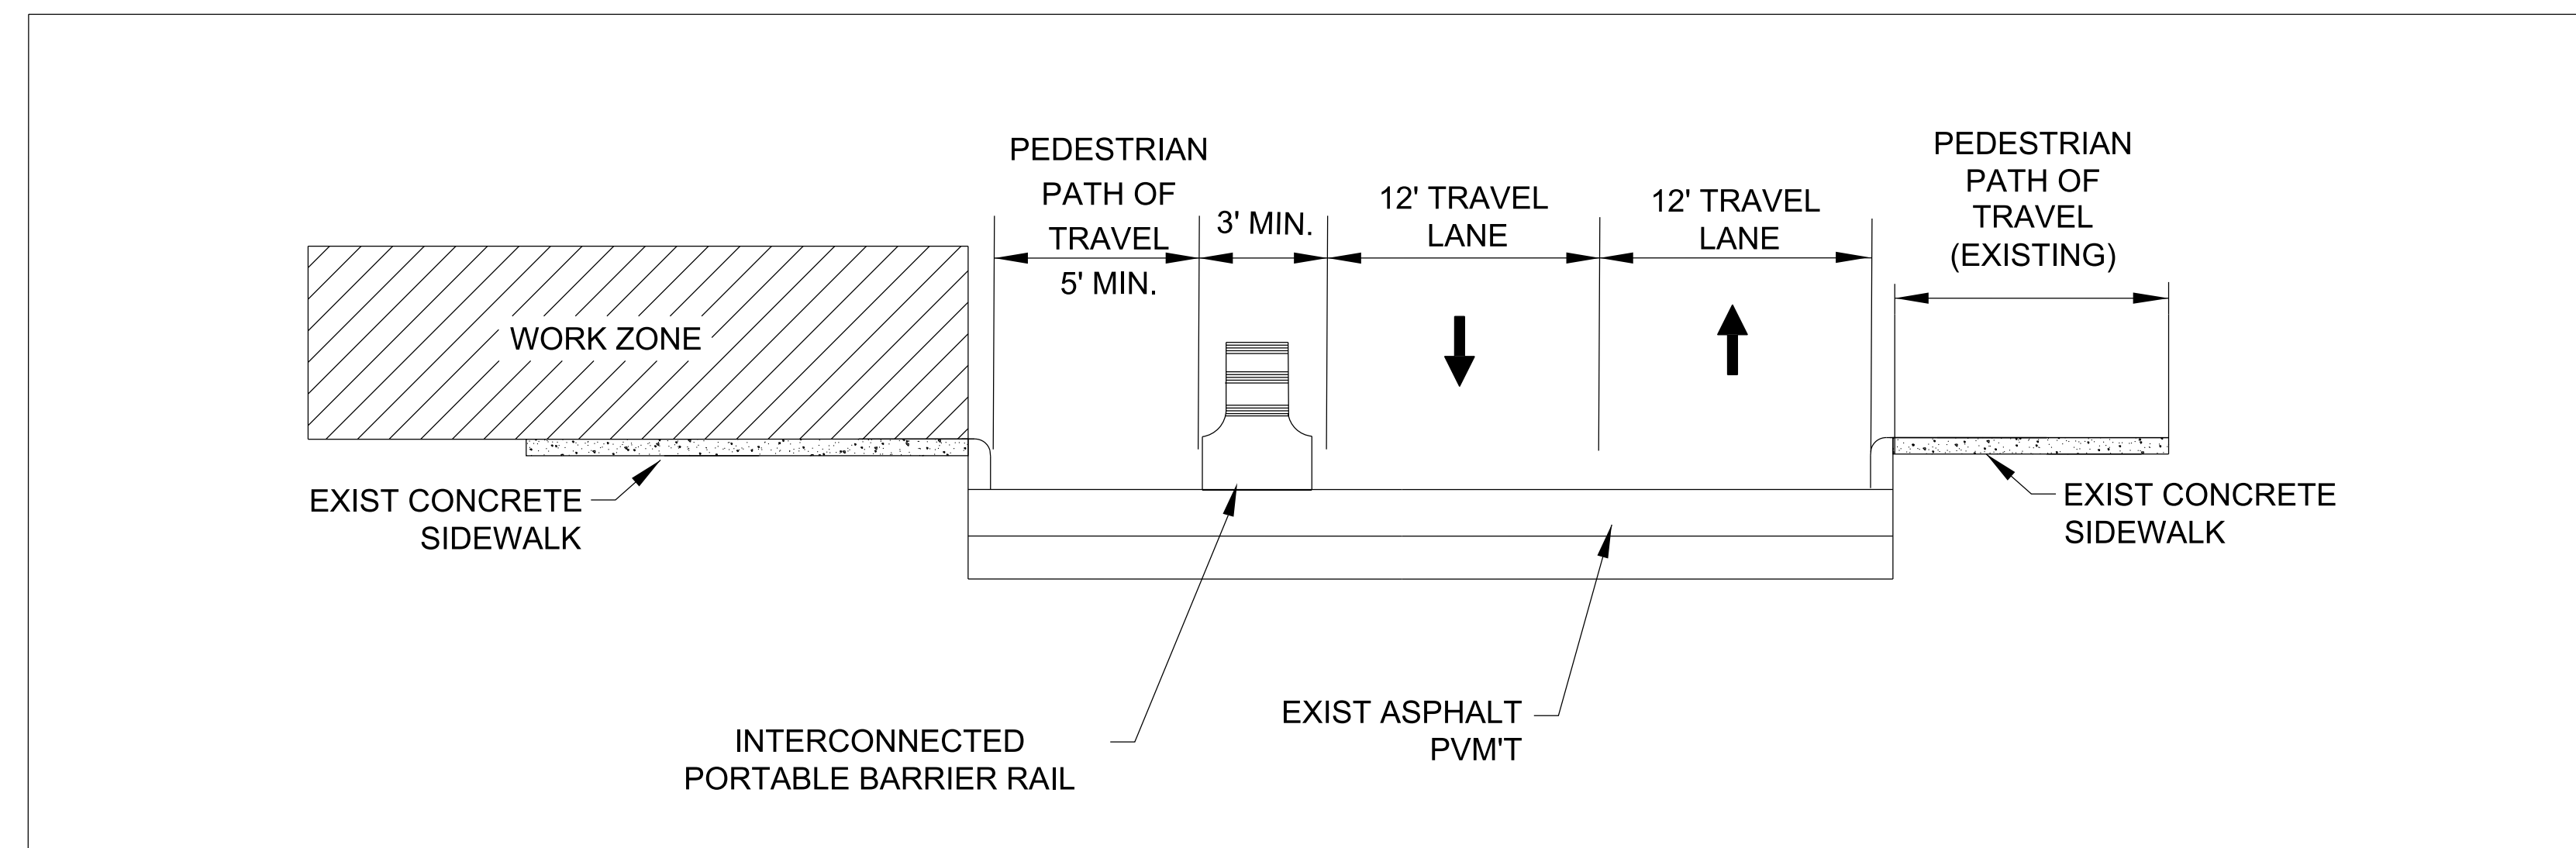 PEDESTRIAN
PATH OF
TRAVEL
5' MIN.
3' MIN.
12' TRAVEL
LANE
12' TRAVEL
LANE
PEDESTRIAN
PATH OF
TRAVEL
(EXISTING)
WORK ZONE
EXIST CONCRETE
SIDEWALK
EXIST CONCRETE
SIDEWALK
INTERCONNECTED
PORTABLE BARRIER RAIL
EXIST ASPHALT
PVM'T